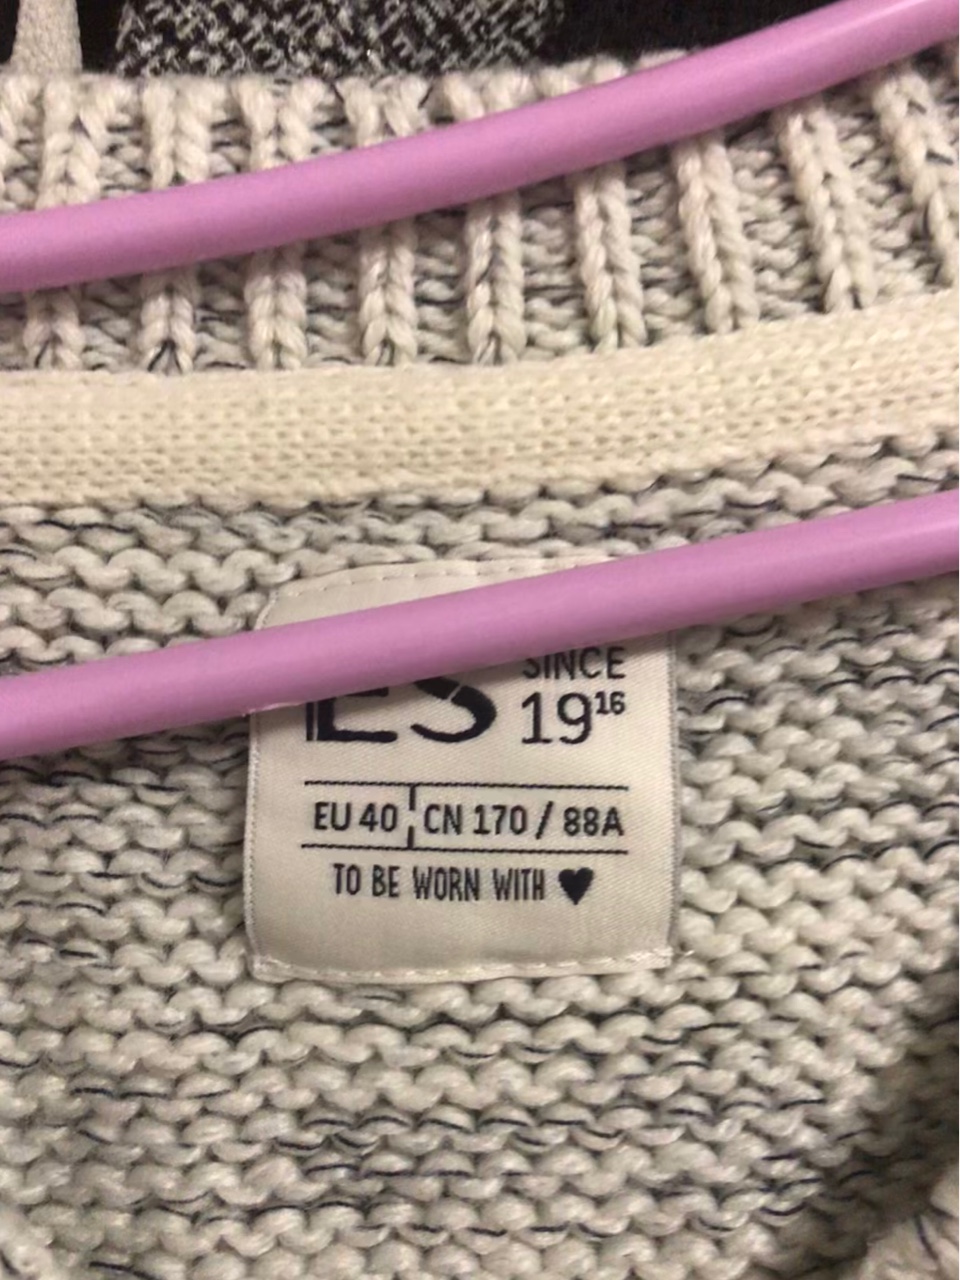 ES SINCE
19¹⁶
EU 40 ¦ CN 170 / 88A
TO BE WORN WITH ♥